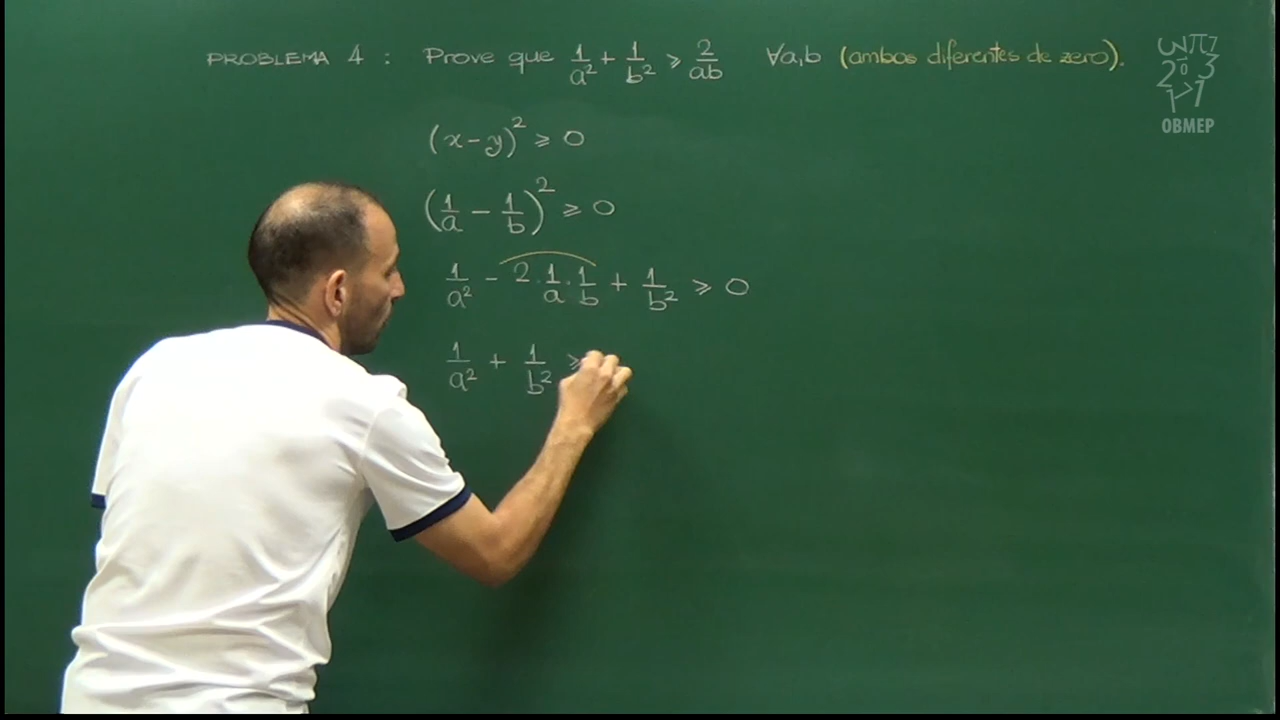 PROBLEMA 4 : Prove que 1/a² + 1/b² ≥ 2/ab ∀a,b (ambos diferentes de zero).
(x-y)² ≥ 0
(1/a - 1/b)² ≥ 0
1/a² - 2·1/a·1/b + 1/b² ≥ 0
1/a² + 1/b² ≥
OBMEP